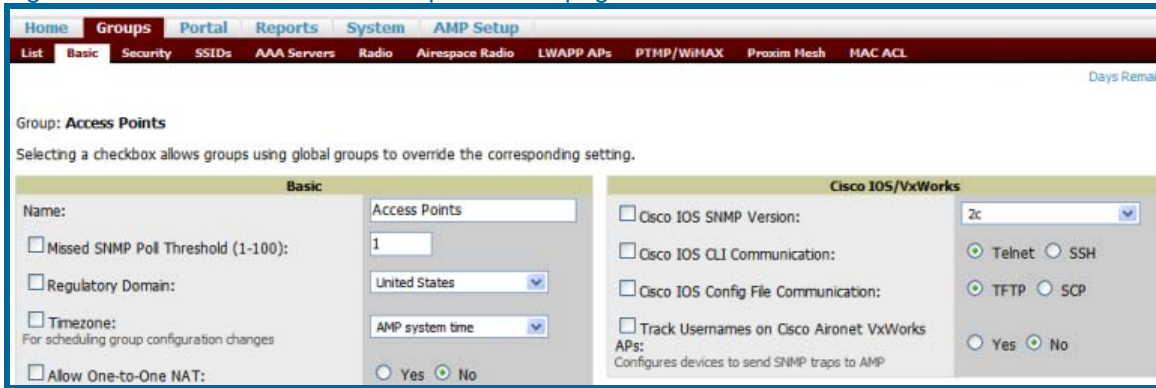 Home Groups Portal Reports System AMP Setup
List Basic Security SSIDs AAA Servers Radio Airespace Radio LWAPP APs PTMP/WiMAX Proxim Mesh MAC ACL
Days Remai
Group: Access Points
Selecting a checkbox allows groups using global groups to override the corresponding setting.
Basic
Name: Access Points
Missed SNMP Poll Threshold (1-100): 1
Regulatory Domain: United States
Timezone: AMP system time
For scheduling group configuration changes
Allow One-to-One NAT: Yes No
Cisco IOS/VxWorks
Cisco IOS SNMP Version: 2c
Cisco IOS CLI Communication: Telnet SSH
Cisco IOS Config File Communication: TFTP SCP
Track Usernames on Cisco Aironet VxWorks
APs: Yes No
Configures devices to send SNMP traps to AMP